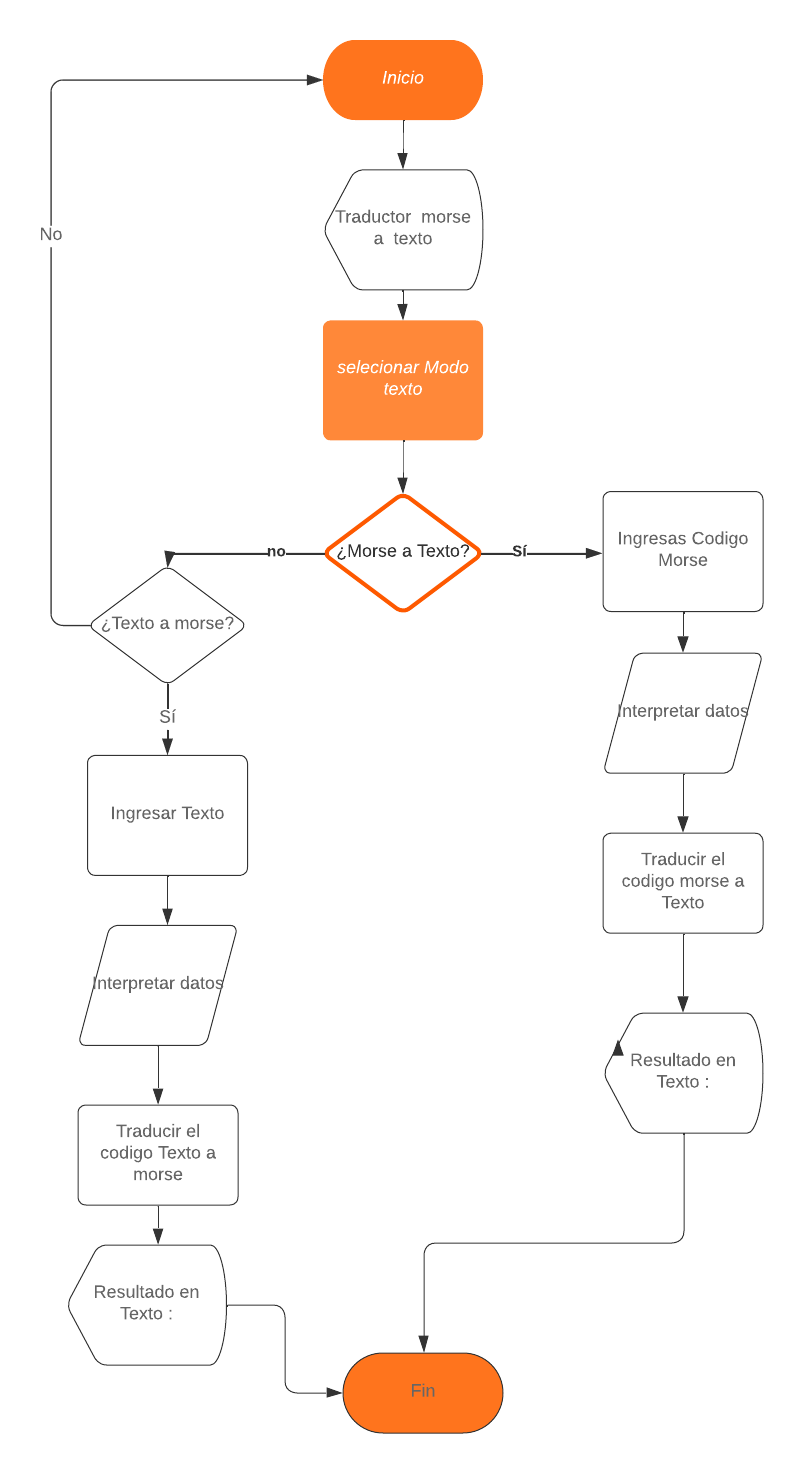 Inicio
Traductor morse
a texto
No
selecionar Modo
texto
¿Morse a Texto?
no
Sí
Ingresas Codigo
Morse
¿Texto a morse?
Sí
Interpretar datos
Ingresar Texto
Traducir el
codigo morse a
Texto
Interpretar datos
Resultado en
Texto :
Traducir el
codigo Texto a
morse
Resultado en
Texto :
Fin